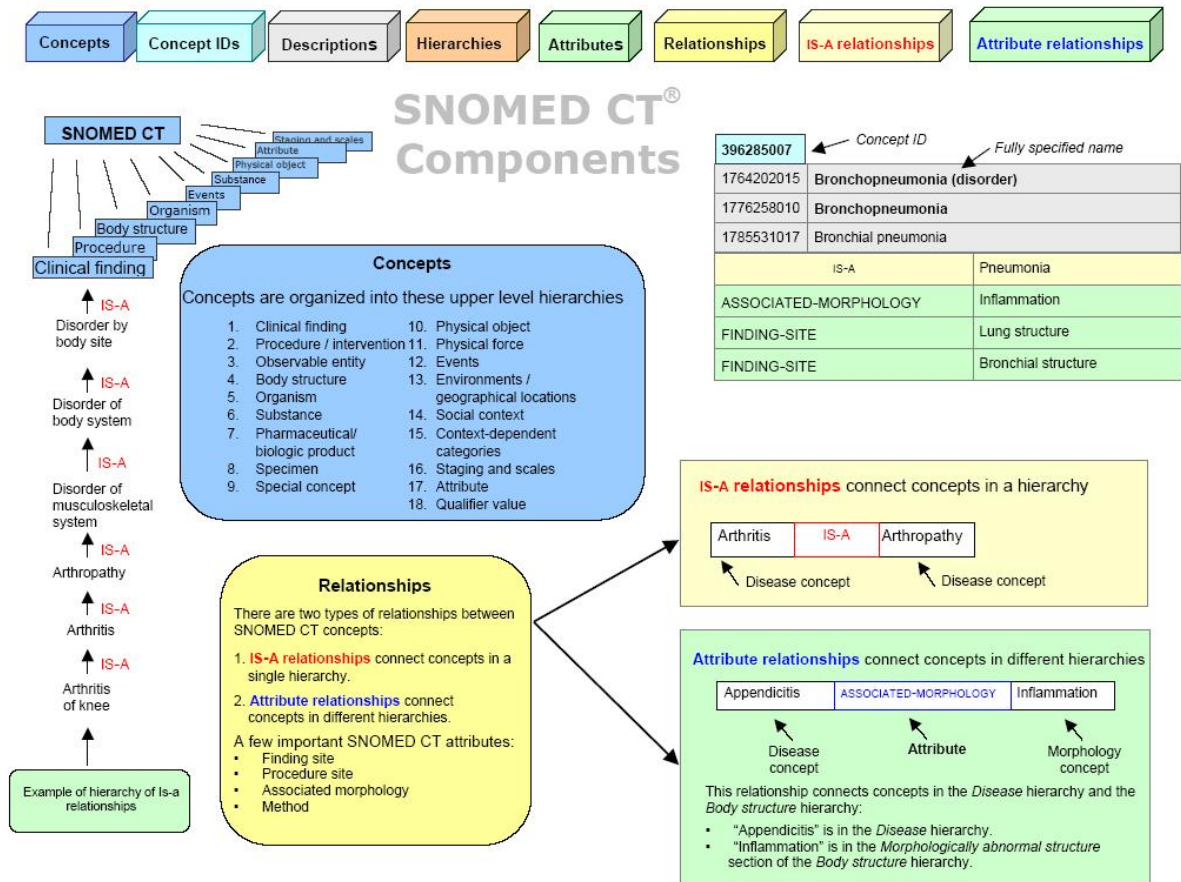 Concepts
Concept IDs
Descriptions
Hierarchies
Attributes
Relationships
IS-A relationships
Attribute relationships
SNOMED CT®
Components
SNOMED CT
Staging and scales
Attribute
Physical object
Substance
Events
Organism
Body structure
Procedure
Clinical finding
IS-A
Disorder by
body site
IS-A
Disorder of
body system
IS-A
Disorder of
musculoskeletal
system
IS-A
Arthropathy
IS-A
Arthritis
IS-A
Arthritis
of knee
Example of hierarchy of Is-a
relationships
Concepts
Concepts are organized into these upper level hierarchies
1. Clinical finding
2. Procedure / intervention
3. Observable entity
4. Body structure
5. Organism
6. Substance
7. Pharmaceutical/
biologic product
8. Specimen
9. Special concept
10. Physical object
11. Physical force
12. Events
13. Environments /
geographical locations
14. Social context
15. Context-dependent
categories
16. Staging and scales
17. Attribute
18. Qualifier value
Relationships
There are two types of relationships between
SNOMED CT concepts:
1. IS-A relationships connect concepts in a
single hierarchy.
2. Attribute relationships connect
concepts in different hierarchies.
A few important SNOMED CT attributes:
▪ Finding site
▪ Procedure site
▪ Associated morphology
▪ Method
396285007
Concept ID
Fully specified name
1764202015 Bronchopneumonia (disorder)
1776258010 Bronchopneumonia
1785531017 Bronchial pneumonia
IS-A Pneumonia
ASSOCIATED-MORPHOLOGY Inflammation
FINDING-SITE Lung structure
FINDING-SITE Bronchial structure
IS-A relationships connect concepts in a hierarchy
Arthritis IS-A Arthropathy
Disease concept Disease concept
Attribute relationships connect concepts in different hierarchies
Appendicitis ASSOCIATED-MORPHOLOGY Inflammation
Disease
concept
Attribute
Morphology
concept
This relationship connects concepts in the Disease hierarchy and the
Body structure hierarchy:
▪ “Appendicitis” is in the Disease hierarchy.
▪ “Inflammation” is in the Morphologically abnormal structure
section of the Body structure hierarchy.